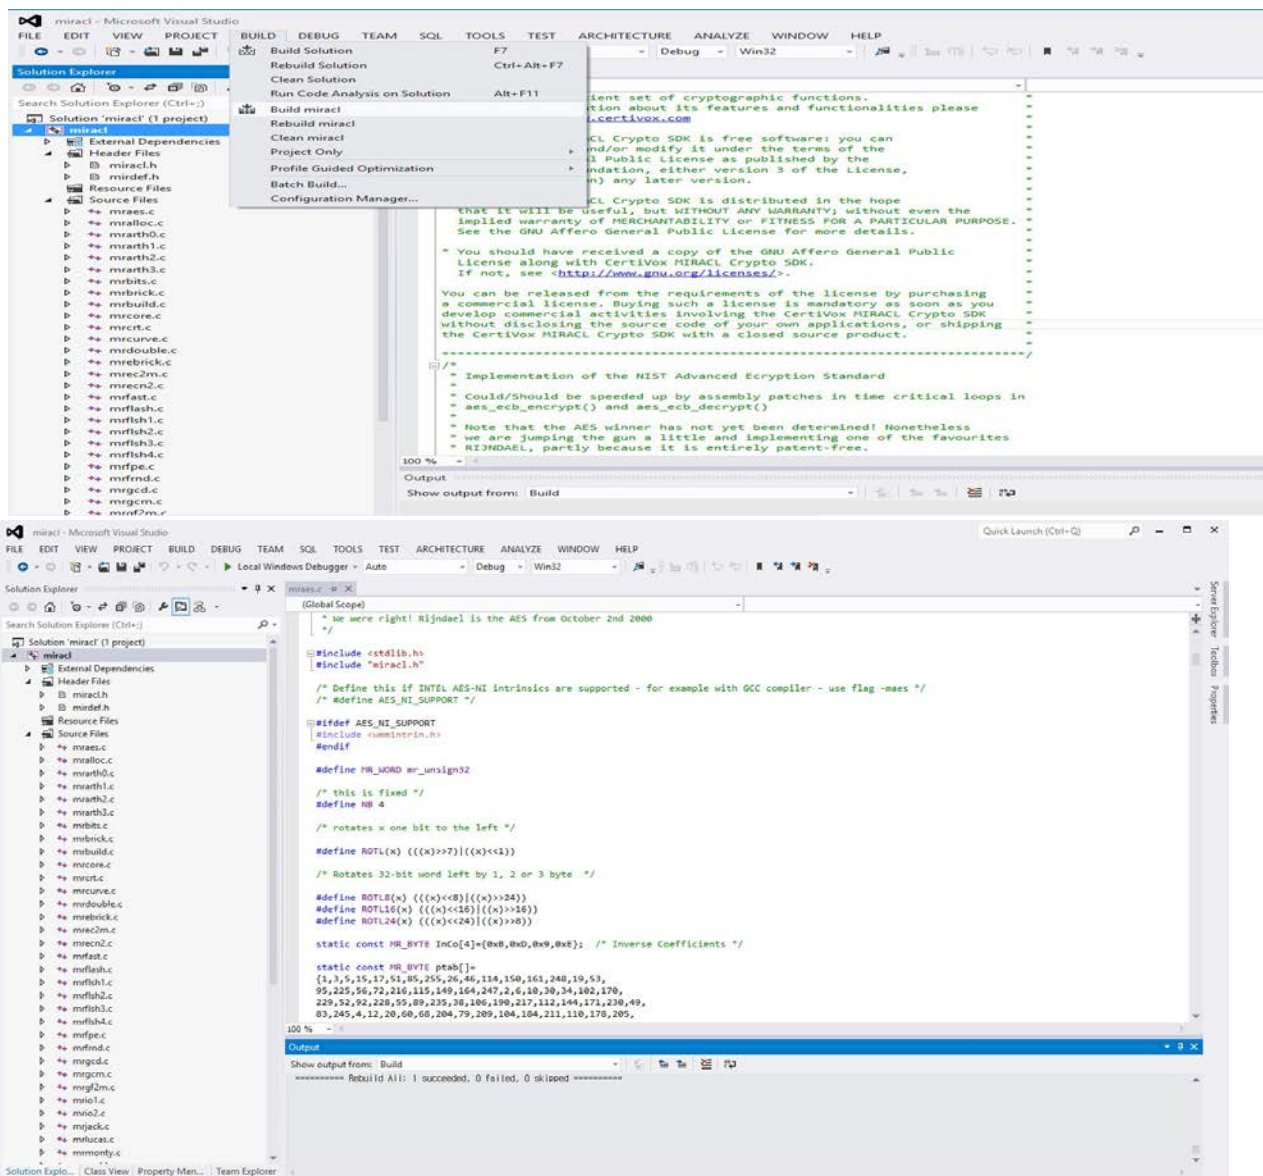 miracl - Microsoft Visual Studio
FILE EDIT VIEW PROJECT BUILD DEBUG TEAM SQL TOOLS TEST ARCHITECTURE ANALYZE WINDOW HELP
Debug Win32
Build Solution F7
Rebuild Solution Ctrl+Alt+F7
Clean Solution
Run Code Analysis on Solution Alt+F11
Build miracl
Rebuild miracl
Clean miracl
Project Only
Profile Guided Optimization
Batch Build...
Configuration Manager...
Solution Explorer
Search Solution Explorer (Ctrl+;)
Solution 'miracl' (1 project)
miracl
External Dependencies
Header Files
miracl.h
mirdef.h
Resource Files
Source Files
mraes.c
mralloc.c
mrarth0.c
mrarth1.c
mrarth2.c
mrarth3.c
mrbits.c
mrbrick.c
mrbuild.c
mrcore.c
mrcrt.c
mrcurve.c
mrdouble.c
mrebrick.c
mrec2m.c
mrecn2.c
mrfast.c
mrflash.c
mrflsh1.c
mrflsh2.c
mrflsh3.c
mrflsh4.c
mrfpe.c
mrfrnd.c
mrgcd.c
mrgcm.c
mrgf2m.c
cient set of cryptographic functions.
tion about its features and functionalities please
.certivox.com
CL Crypto SDK is free software: you can
nd/or modify it under the terms of the
l Public License as published by the
ndation, either version 3 of the License,
n) any later version.
CL Crypto SDK is distributed in the hope
that it will be useful, but WITHOUT ANY WARRANTY; without even the
implied warranty of MERCHANTABILITY or FITNESS FOR A PARTICULAR PURPOSE. *
See the GNU Affero General Public License for more details.
* You should have received a copy of the GNU Affero General Public
License along with CertiVox MIRACL Crypto SDK.
If not, see <http://www.gnu.org/licenses/>.
You can be released from the requirements of the license by purchasing
a commercial license. Buying such a license is mandatory as soon as you
develop commercial activities involving the CertiVox MIRACL Crypto SDK
without disclosing the source code of your own applications, or shipping
the CertiVox MIRACL Crypto SDK with a closed source product.
/*
* Implementation of the NIST Advanced Ecryption Standard
*
* Could/Should be speeded up by assembly patches in time critical loops in
* aes_ecb_encrypt() and aes_ecb_decrypt()
*
* Note that the AES winner has not yet been determined! Nonetheless
* we are jumping the gun a little and implementing one of the favourites
* RIJNDAEL, partly because it is entirely patent-free.
100 %
Output
Show output from: Build
miracl - Microsoft Visual Studio
Quick Launch (Ctrl+Q)
FILE EDIT VIEW PROJECT BUILD DEBUG TEAM SQL TOOLS TEST ARCHITECTURE ANALYZE WINDOW HELP
Local Windows Debugger Auto Debug Win32
Solution Explorer
Search Solution Explorer (Ctrl+;)
Solution 'miracl' (1 project)
miracl
External Dependencies
Header Files
miracl.h
mirdef.h
Resource Files
Source Files
mraes.c
mralloc.c
mrarth0.c
mrarth1.c
mrarth2.c
mrarth3.c
mrbits.c
mrbrick.c
mrbuild.c
mrcore.c
mrcrt.c
mrcurve.c
mrdouble.c
mrebrick.c
mrec2m.c
mrecn2.c
mrfast.c
mrflash.c
mrflsh1.c
mrflsh2.c
mrflsh3.c
mrflsh4.c
mrfpe.c
mrfrnd.c
mrgcd.c
mrgcm.c
mrgf2m.c
mrio1.c
mrio2.c
mrjack.c
mrlucas.c
mrmonty.c
Solution Explo... Class View Property Man... Team Explorer
mraes.c
(Global Scope)
* We were right! Rijndael is the AES from October 2nd 2000
*/
#include <stdlib.h>
#include "miracl.h"
/* Define this if INTEL AES-NI intrinsics are supported - for example with GCC compiler - use flag -maes */
/* #define AES_NI_SUPPORT */
#ifdef AES_NI_SUPPORT
#include <wmmintrin.h>
#endif
#define MR_WORD mr_unsign32
/* this is fixed */
#define NB 4
/* rotates x one bit to the left */
#define ROTL(x) (((x)>>7)|((x)<<1))
/* Rotates 32-bit word left by 1, 2 or 3 byte */
#define ROTL8(x) (((x)<<8)|((x)>>24))
#define ROTL16(x) (((x)<<16)|((x)>>16))
#define ROTL24(x) (((x)<<24)|((x)>>8))
static const MR_BYTE InCo[4]={0xB,0xD,0x9,0xE}; /* Inverse Coefficients */
static const MR_BYTE ptab[]=
{1,3,5,15,17,51,85,255,26,46,114,150,161,248,19,53,
95,225,56,72,216,115,149,164,247,2,6,10,30,34,102,170,
229,52,92,228,55,89,235,38,106,190,217,112,144,171,230,49,
83,245,4,12,20,60,68,204,79,209,104,184,211,110,178,205,
100 %
Output
Show output from: Build
========== Rebuild All: 1 succeeded, 0 failed, 0 skipped ==========
Server Explorer
Toolbox
Properties